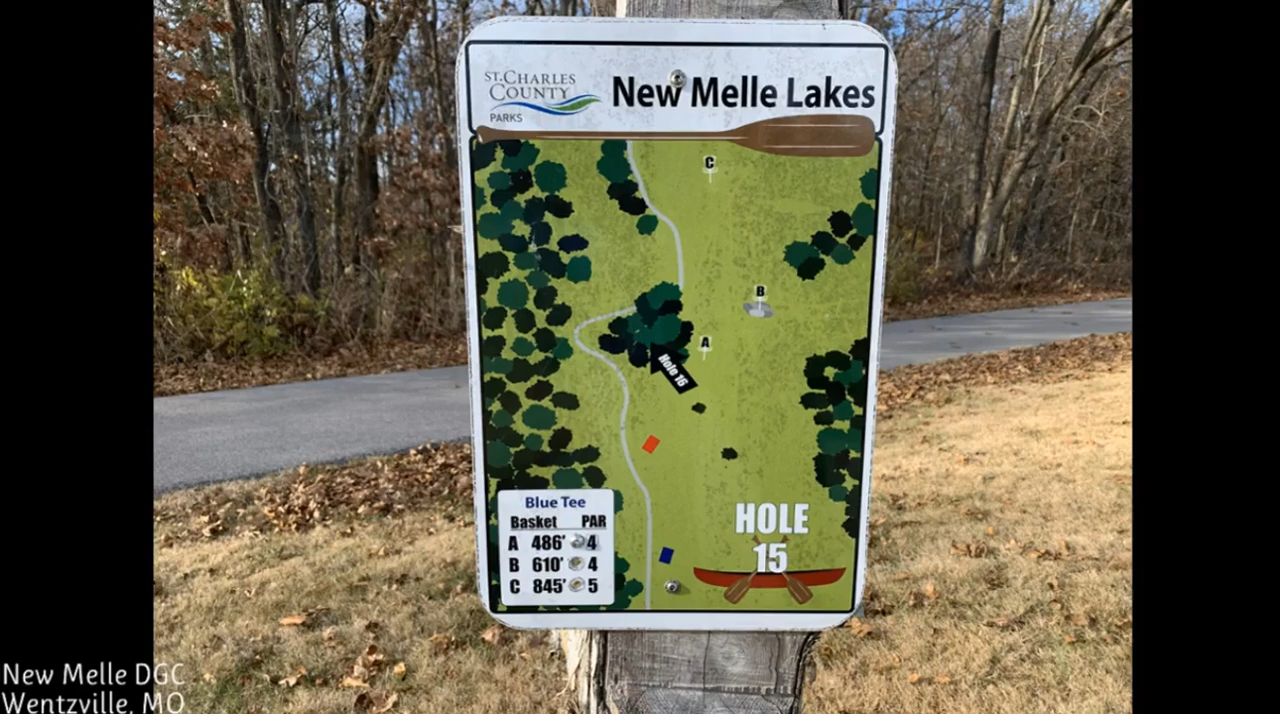 ST. CHARLES
COUNTY
PARKS
New Melle Lakes
C
B
A
Hole 16
Blue Tee
Basket PAR
A 486' 4
B 610' 4
C 845' 5
HOLE
15
New Melle DGC
Wentzville, MO